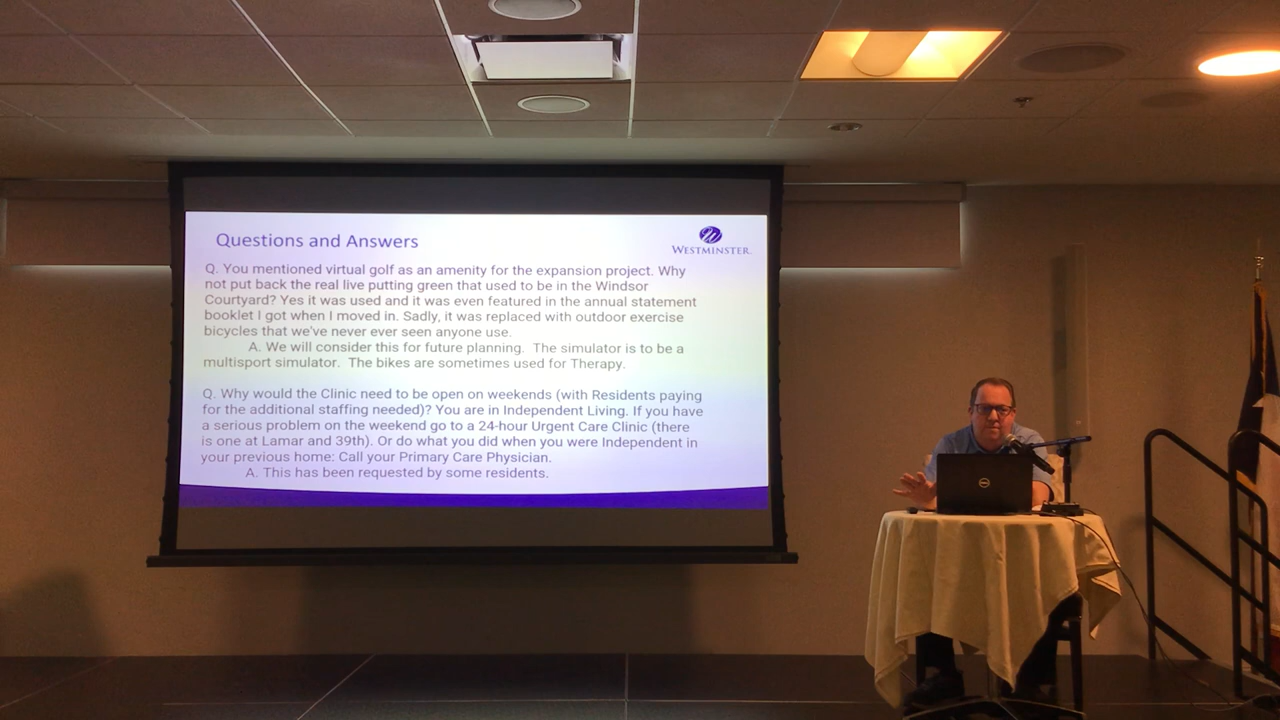 Questions and Answers
WESTMINSTER
Q. You mentioned virtual golf as an amenity for the expansion project. Why
not put back the real live putting green that used to be in the Windsor
Courtyard? Yes it was used and it was even featured in the annual statement
booklet I got when I moved in. Sadly, it was replaced with outdoor exercise
bicycles that we've never ever seen anyone use.
A. We will consider this for future planning. The simulator is to be a
multisport simulator. The bikes are sometimes used for Therapy.
Q. Why would the Clinic need to be open on weekends (with Residents paying
for the additional staffing needed)? You are in Independent Living. If you have
a serious problem on the weekend go to a 24-hour Urgent Care Clinic (there
is one at Lamar and 39th). Or do what you did when you were Independent in
your previous home: Call your Primary Care Physician.
A. This has been requested by some residents.
DELL